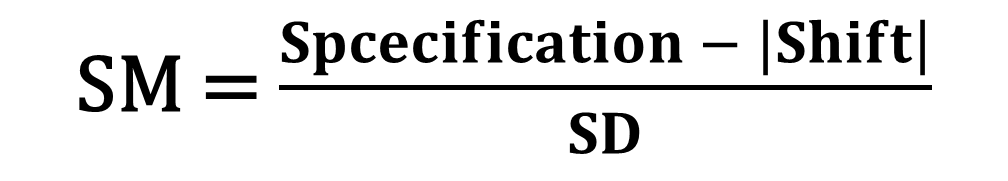 SM = Spcecification − |Shift|
SD